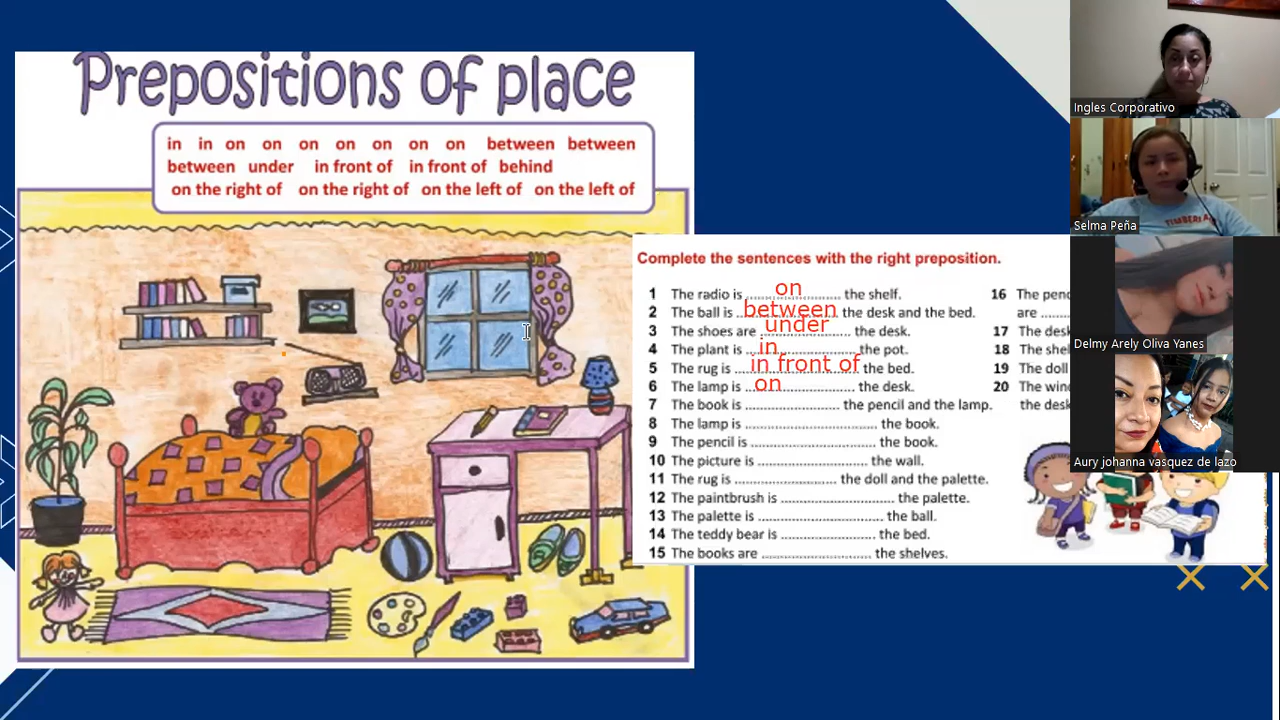 Prepositions of place
in in on on on on on on on between between
between under in front of in front of behind
on the right of on the right of on the left of on the left of
Complete the sentences with the right preposition.
1 The radio is on the shelf.
2 The ball is between the desk and the bed.
3 The shoes are under the desk.
4 The plant is in the pot.
5 The rug is in front of the bed.
6 The lamp is on the desk.
7 The book is ........................ the pencil and the lamp.
8 The lamp is ........................ the book.
9 The pencil is ........................ the book.
10 The picture is ........................ the wall.
11 The rug is ........................ the doll and the palette.
12 The paintbrush is ........................ the palette.
13 The palette is ........................ the ball.
14 The teddy bear is ........................ the bed.
15 The books are ........................ the shelves.
16 The
are ........
17 The
18 The
19 The doll
20 The
the
Ingles Corporativo
Selma Peña
Delmy Arely Oliva Yanes
Aury johanna vasquez de lazo